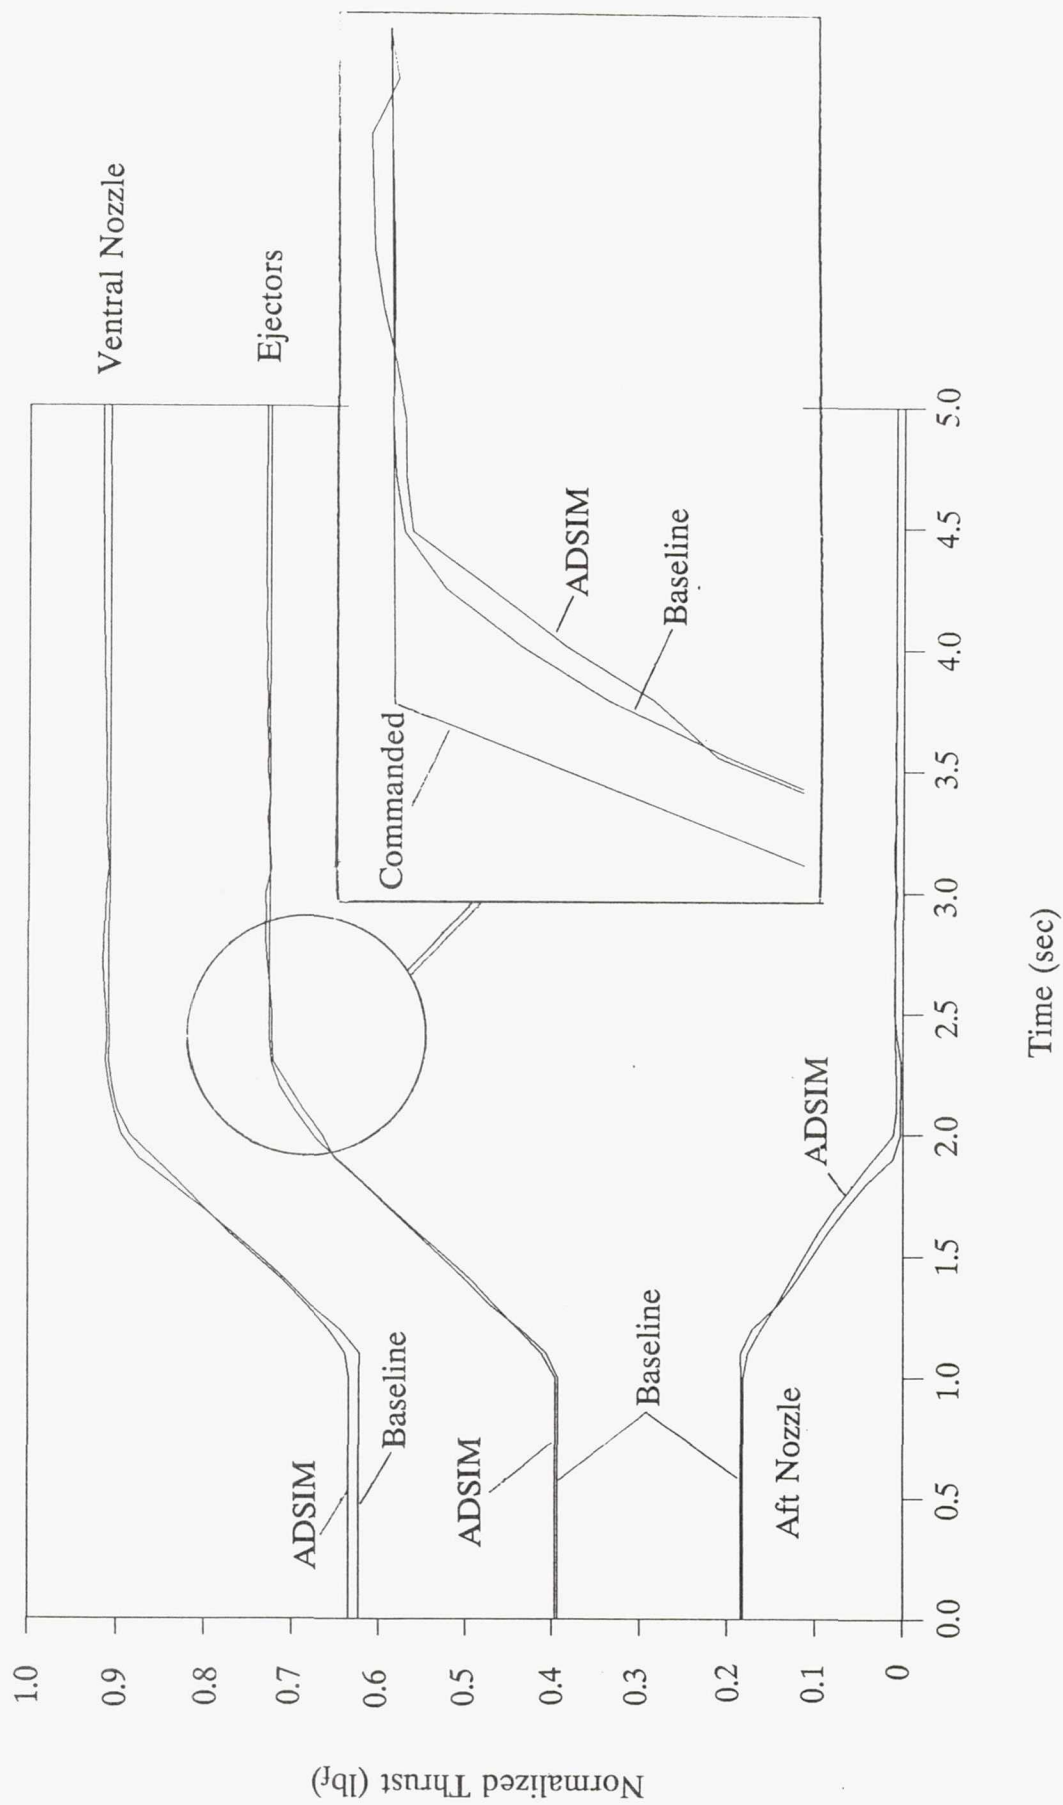 Ventral Nozzle
Ejectors
Commanded
ADSIM
Baseline
ADSIM
Baseline
ADSIM
Baseline
ADSIM
Aft Nozzle
1.0
0.9
0.8
0.7
0.6
0.5
0.4
0.3
0.2
0.1
0
Normalized Thrust (lbf)
0.0
0.5
1.0
1.5
2.0
2.5
3.0
3.5
4.0
4.5
5.0
Time (sec)